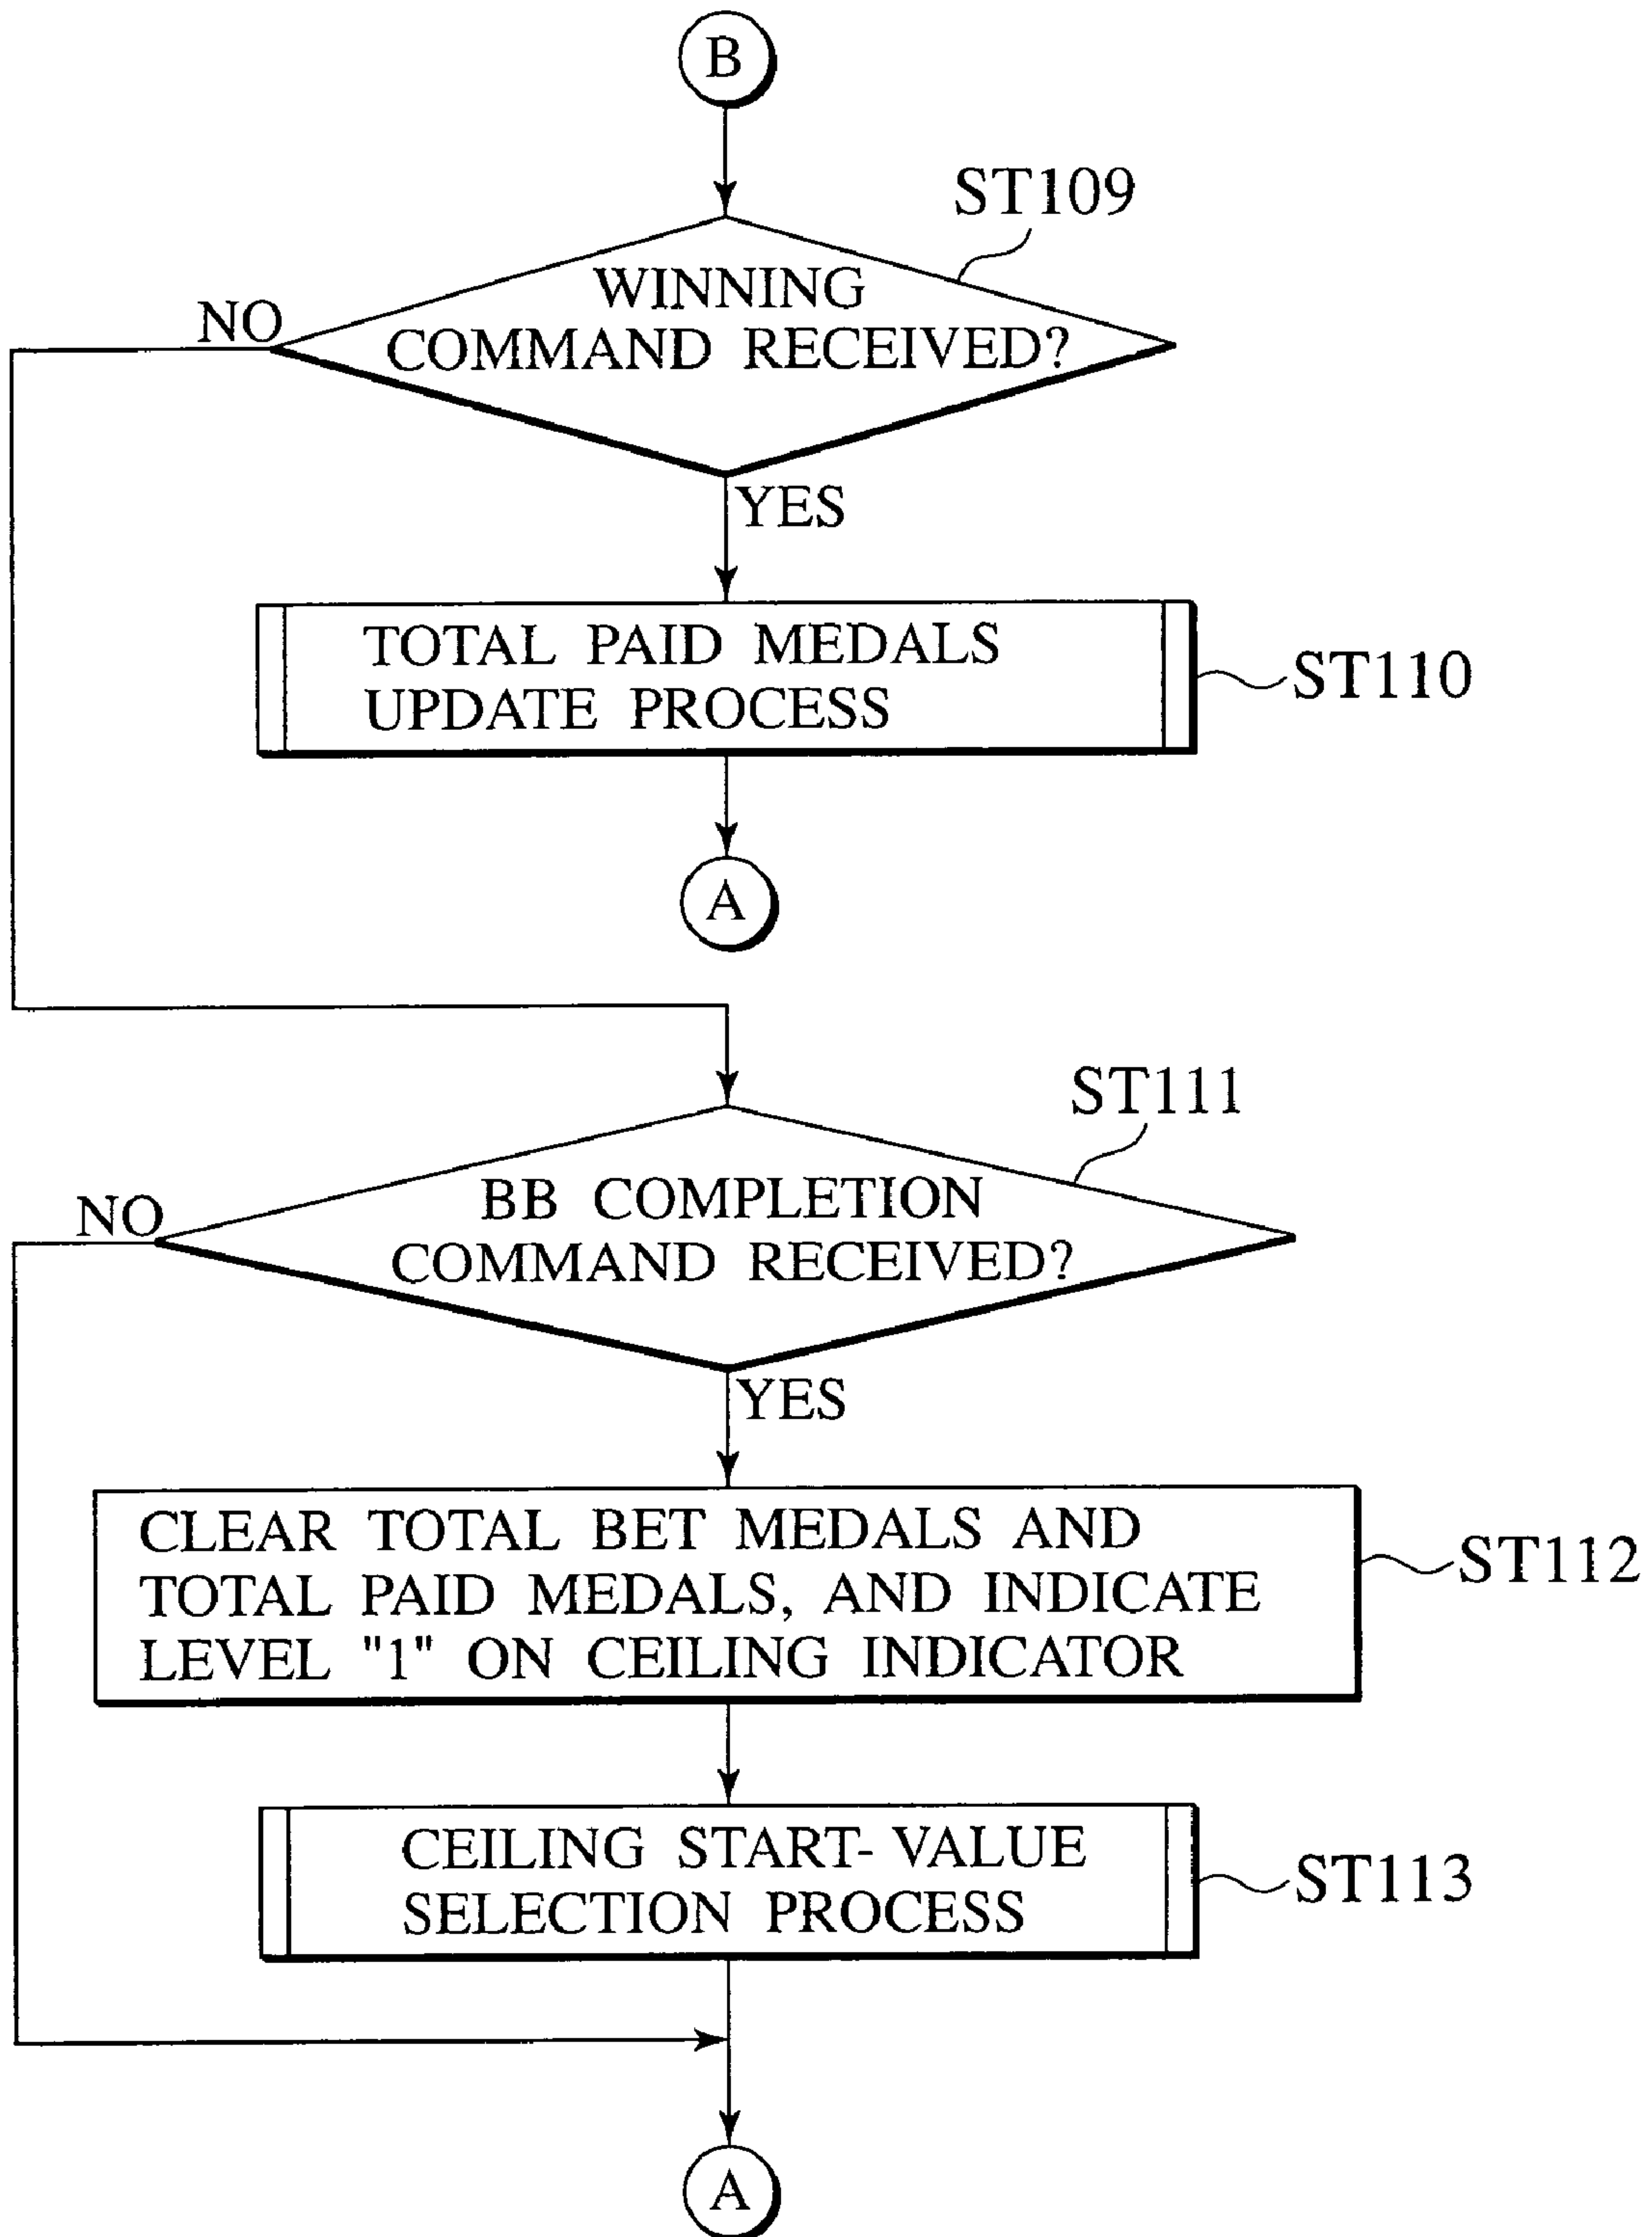 B
ST109
WINNING
COMMAND RECEIVED?
NO
YES
TOTAL PAID MEDALS
UPDATE PROCESS
ST110
A
ST111
BB COMPLETION
COMMAND RECEIVED?
NO
YES
CLEAR TOTAL BET MEDALS AND
TOTAL PAID MEDALS, AND INDICATE
LEVEL "1" ON CEILING INDICATOR
ST112
CEILING START- VALUE
SELECTION PROCESS
ST113
A